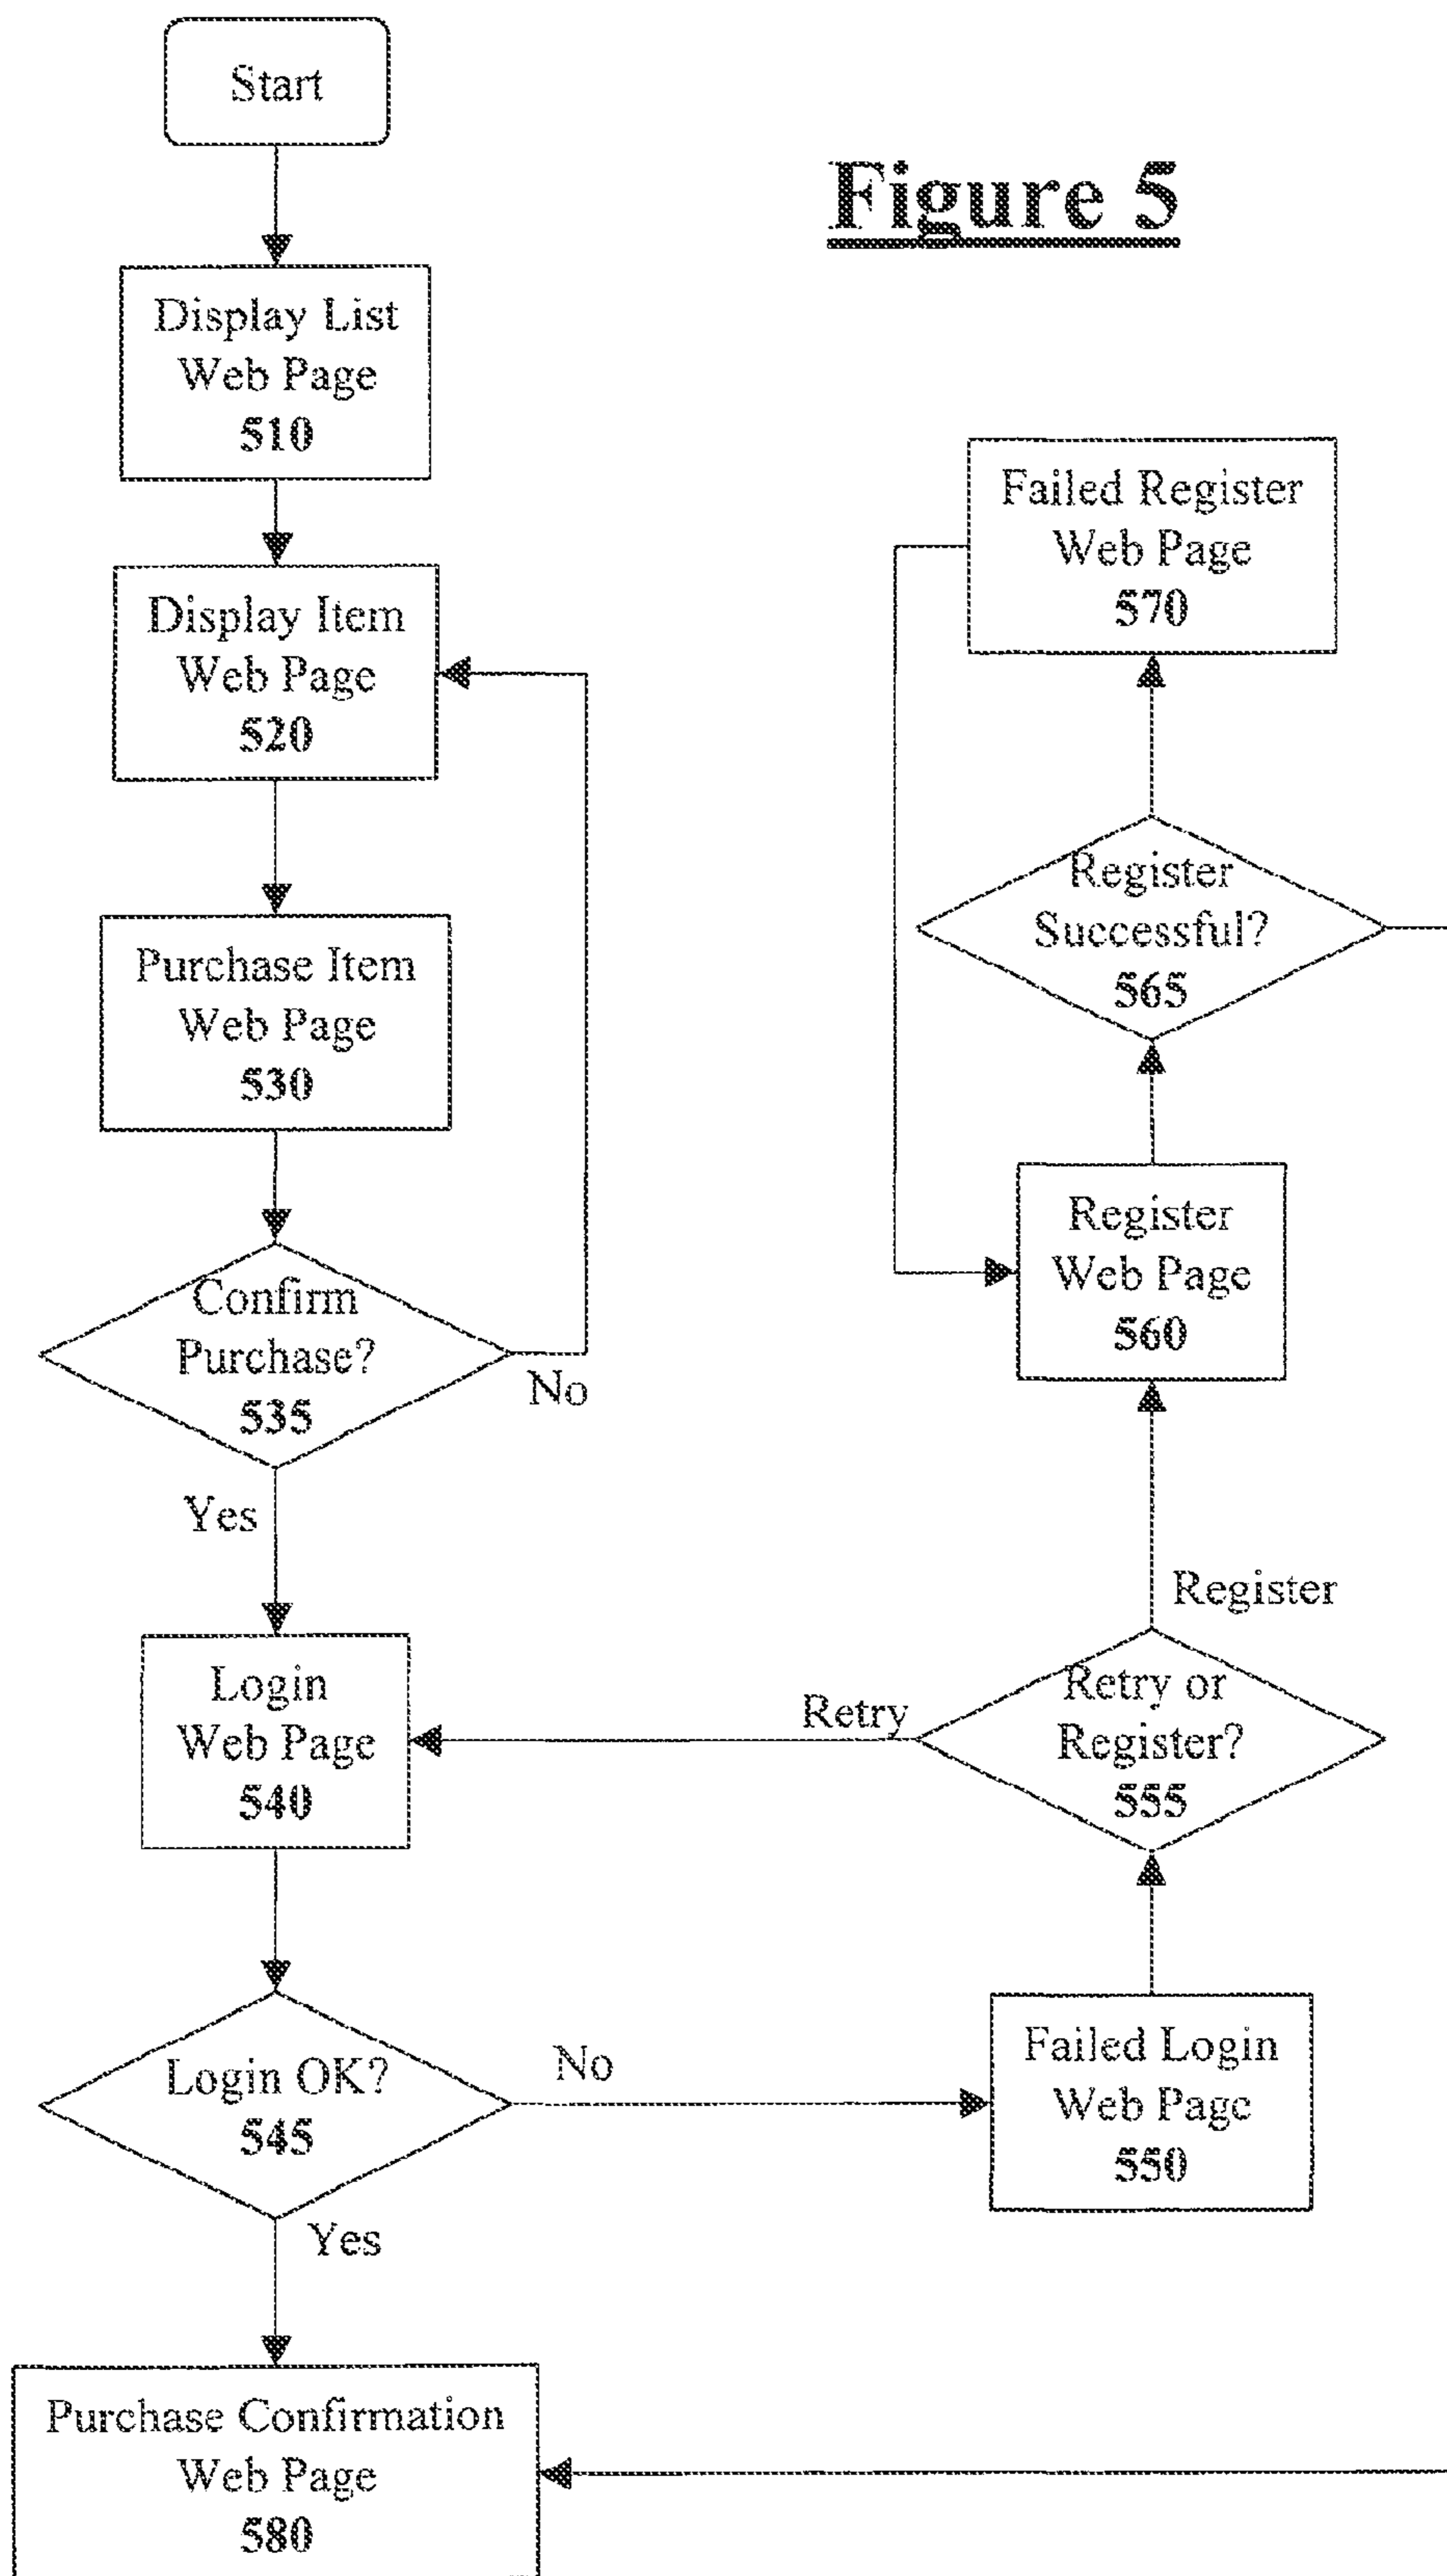 Start
Figure 5
Display List
Web Page
510
Display Item
Web Page
520
Purchase Item
Web Page
530
Confirm
Purchase?
535
No
Yes
Login
Web Page
540
Login OK?
545
No
Yes
Failed Login
Web Page
550
Retry or
Register?
555
Retry
Register
Register
Web Page
560
Register
Successful?
565
Failed Register
Web Page
570
Purchase Confirmation
Web Page
580